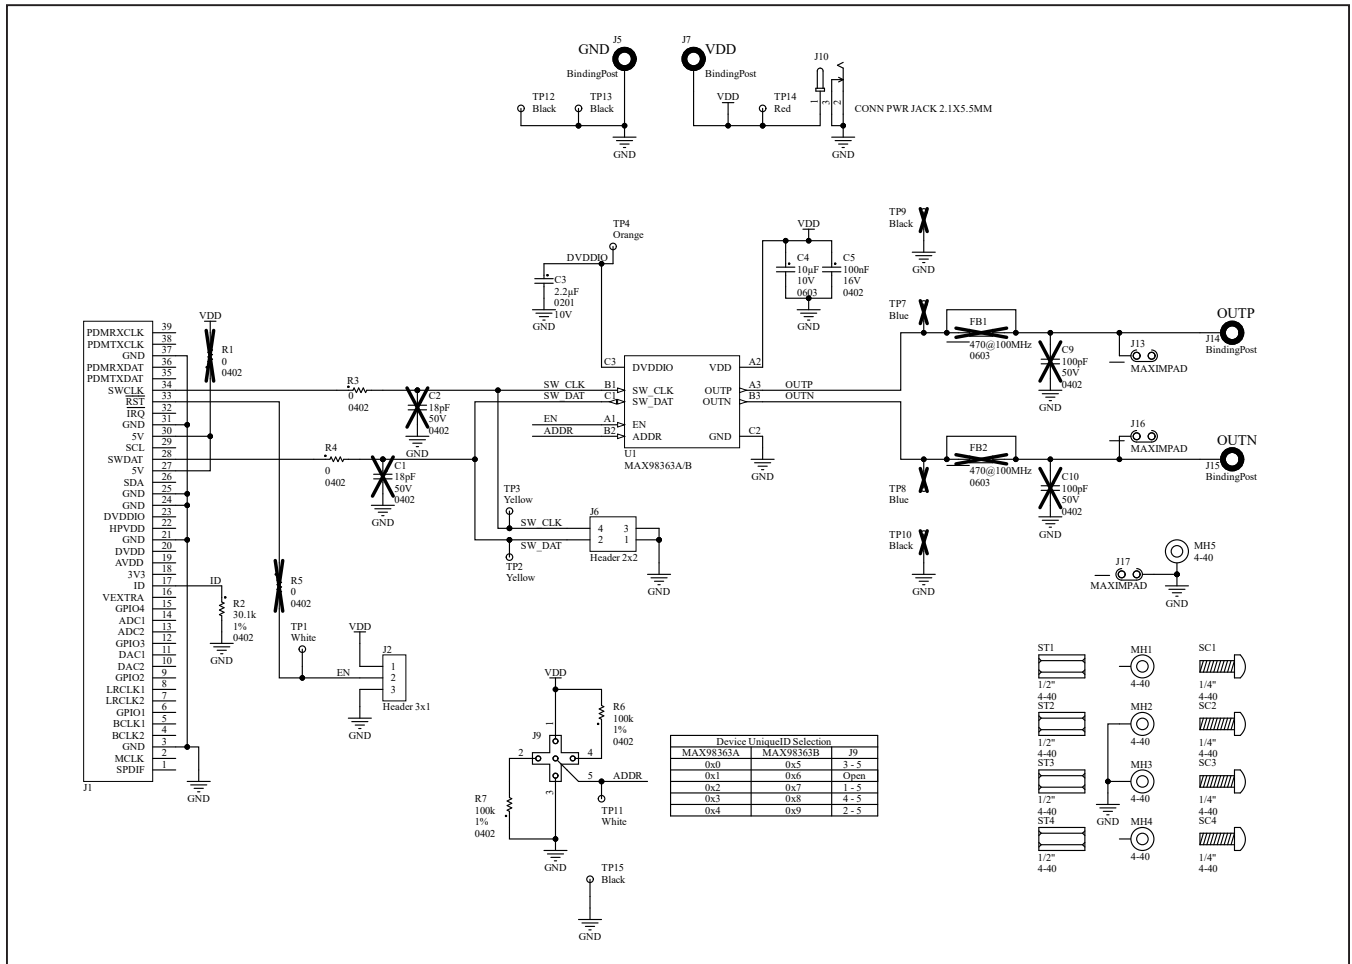 J5
GND
BindingPost
J7
VDD
BindingPost
J10
TP12
Black
TP13
Black
GND
VDD
TP14
Red
1
3
2
CONN PWR JACK 2.1X5.5MM
GND
TP4
Orange
DVDDIO
C3
2.2µF
0201
10V
GND
VDD
C4
10µF
10V
0603
C5
100nF
16V
0402
GND
TP9
Black
GND
TP7
Blue
FB1
470@100MHz
0603
C9
100pF
50V
0402
GND
J13
MAXIMPAD
OUTP
J14
BindingPost
J16
MAXIMPAD
OUTN
J15
BindingPost
FB2
470@100MHz
0603
C10
100pF
50V
0402
GND
TP8
Blue
TP10
Black
GND
J17
MAXIMPAD
MH5
4-40
GND
C3
DVDDIO
VDD
A2
SW_CLK
B1
SW_CLK
OUTP
A3
OUTP
SW_DAT
C1
SW_DAT
OUTN
B3
OUTN
EN
A1
EN
ADDR
B2
ADDR
GND
C2
U1
MAX98363A/B
GND
VDD
R1
0
0402
R3
0
0402
C2
18pF
50V
0402
GND
R4
0
0402
C1
18pF
50V
0402
GND
TP3
Yellow
SW_CLK
SW_DAT
TP2
Yellow
J6
4 3
2 1
Header 2x2
GND
PDMRXCLK 39
PDMTXCLK 38
GND 37
PDMRXDAT 36
PDMTXDAT 35
SWCLK 34
RST 33
IRQ 32
GND 31
5V 30
SCL 29
SWDAT 28
5V 27
SDA 26
GND 25
GND 24
DVDDIO 23
HPVDD 22
GND 21
DVDD 20
AVDD 19
3V3 18
ID 17
VEXTRA 16
GPIO4 15
ADC1 14
ADC2 13
GPIO3 12
DAC1 11
DAC2 10
GPIO2 9
LRCLK1 8
LRCLK2 7
GPIO1 6
BCLK1 5
BCLK2 4
GND 3
MCLK 2
SPDIF 1
J1
GND
ID
R2
30.1k
1%
0402
GND
R5
0
0402
TP1
White
EN
VDD
J2
1
2
3
Header 3x1
GND
VDD
R6
100k
1%
0402
J9
1
2
4
5
3
ADDR
R7
100k
1%
0402
TP11
White
GND
TP15
Black
GND
Device UniqueID Selection
MAX98363A MAX98363B J9
0x0 0x5 3 - 5
0x1 0x6 Open
0x2 0x7 1 - 5
0x3 0x8 4 - 5
0x4 0x9 2 - 5
ST1
1/2"
4-40
ST2
1/2"
4-40
ST3
1/2"
4-40
ST4
1/2"
4-40
MH1
4-40
MH2
4-40
MH3
4-40
GND
MH4
4-40
SC1
1/4"
4-40
SC2
1/4"
4-40
SC3
1/4"
4-40
SC4
1/4"
4-40